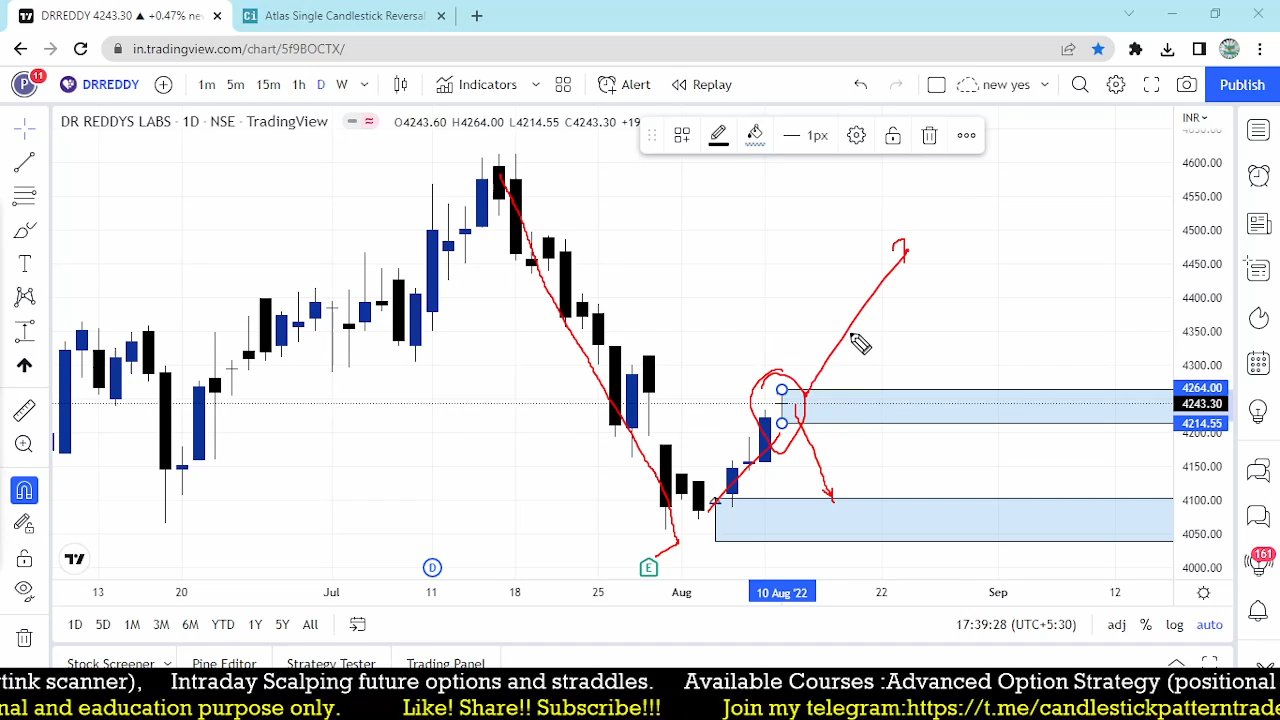 DRREDDY 4243.30 ▲ +0.47% ne
Atlas Single Candlestick Reversal
in.tradingview.com/chart/5f9BOCTX/
P 11 DRREDDY 1m 5m 15m 1h D W Indicators Alert Replay new yes Publish
DR REDDYS LABS · 1D · NSE · TradingView O4243.60 H4264.00 L4214.55 C4243.30 +19
1px
INR
4650.00
4600.00
4550.00
4500.00
4450.00
4400.00
4350.00
4300.00
4264.00
4243.30
4214.55
4200.00
4150.00
4100.00
4050.00
4000.00
161
D E
13 20 Jul 11 18 25 Aug 10 Aug '22 22 Sep 12
1D 5D 1M 3M 6M YTD 1Y 5Y All 17:39:28 (UTC+5:30) adj % log auto
Stock Screener Pine Editor Strategy Tester Trading Panel
tink scanner), Intraday Scalping future options and straddles. Available Courses :Advanced Option Strategy (positional
nal and eaducation purpose only. Like! Share!! Subscribe!!! Join my telegram:https://t.me/candlestickpatterntrade